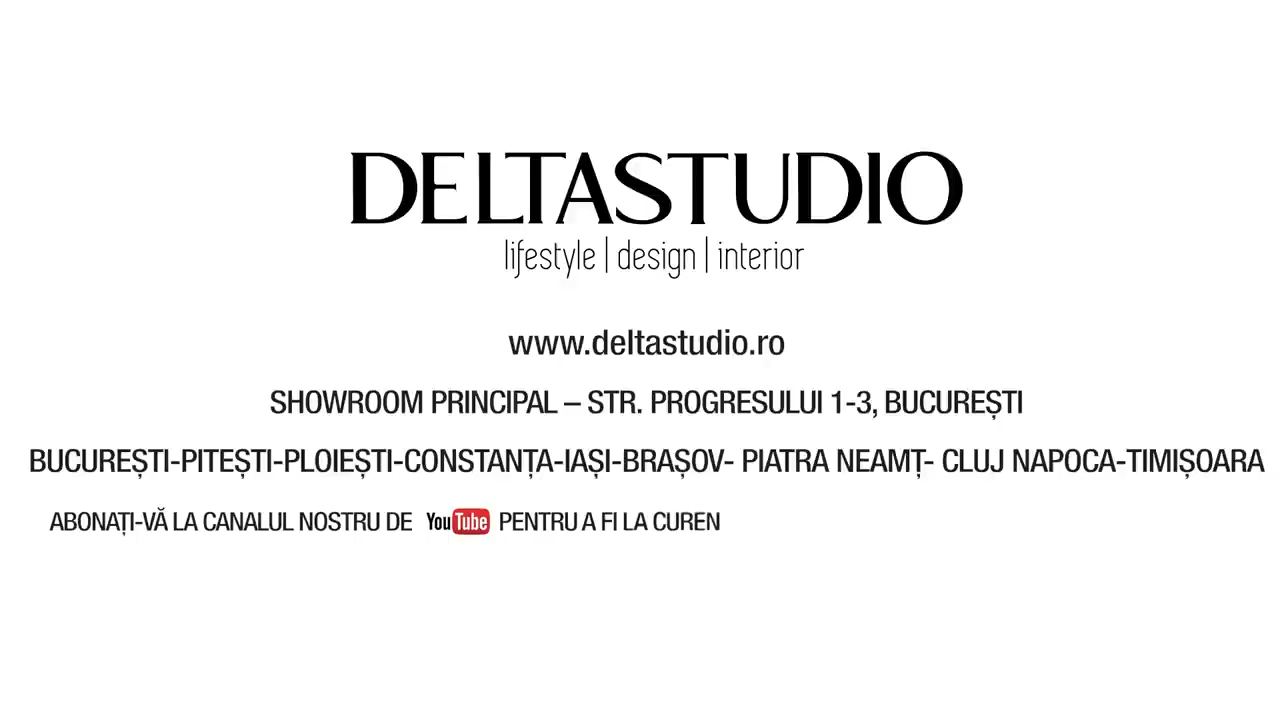 DELTASTUDIO
lifestyle | design | interior
www.deltastudio.ro
SHOWROOM PRINCIPAL – STR. PROGRESULUI 1-3, BUCUREȘTI
BUCUREȘTI-PITEȘTI-PLOIEȘTI-CONSTANȚA-IAȘI-BRAȘOV- PIATRA NEAMȚ- CLUJ NAPOCA-TIMIȘOARA
ABONAȚI-VĂ LA CANALUL NOSTRU DE YouTube PENTRU A FI LA CUREN